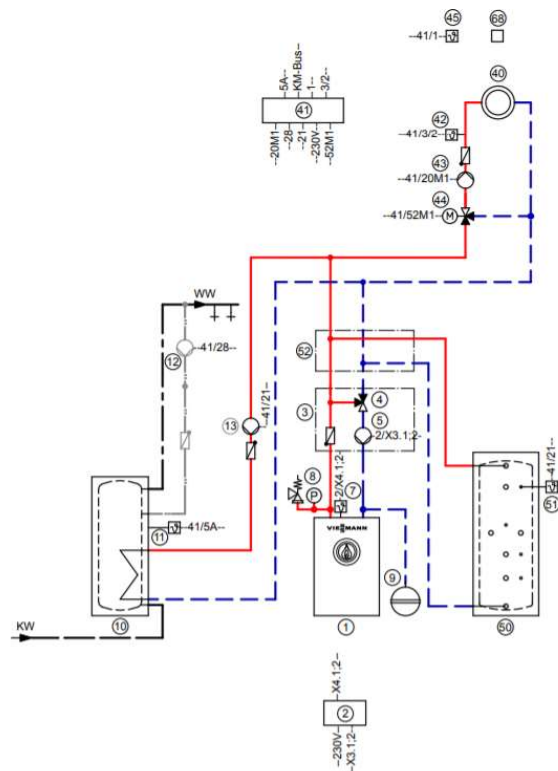 45
68
--41/1--
--5A--
KM-Bus--
--1--
--3/2--
41
--20M1--
--28--
--21--
--230V--
--52M1--
40
42
--41/3/2--
43
--41/20M1--
44
--41/52M1--
M
WW
12
--41/28--
52
13
--41/21--
3
4
5
2/X3.1;2-
8
P
--2/X4.1;2--
7
VIESMANN
--41/21--
51
11
--41/5A--
9
KW
10
1
50
--X4.1;2--
2
--230V--
--X3.1;2--